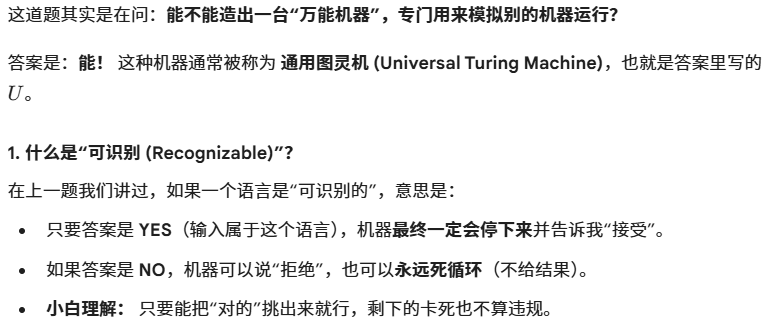 这道题其实是在问：能不能造出一台“万能机器”，专门用来模拟别的机器运行？
答案是：能！ 这种机器通常被称为 通用图灵机 (Universal Turing Machine)，也就是答案里写的
U。
1. 什么是“可识别 (Recognizable)”？
在上一题我们讲过，如果一个语言是“可识别的”，意思是：
• 只要答案是 YES（输入属于这个语言），机器最终一定会停下来并告诉我“接受”。
• 如果答案是 NO，机器可以说“拒绝”，也可以永远死循环（不给结果）。
• 小白理解： 只要能把“对的”挑出来就行，剩下的卡死也不算违规。